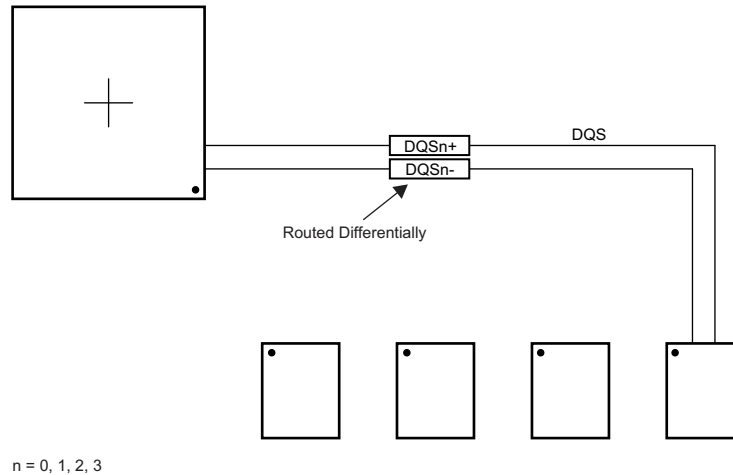 DQSn+
DQS
DQSn-
Routed Differentially
n = 0, 1, 2, 3